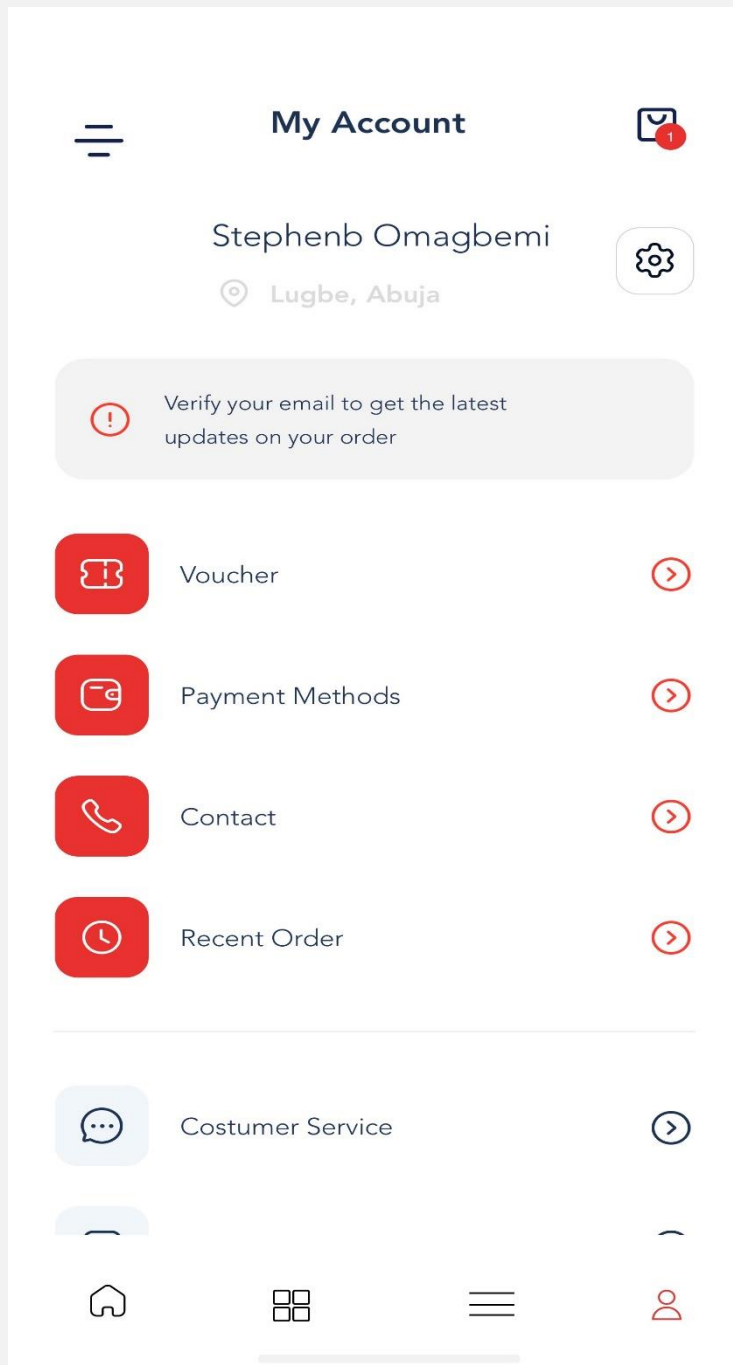 My Account
1
Stephenb Omagbemi
Lugbe, Abuja
Verify your email to get the latest
updates on your order
Voucher
Payment Methods
Contact
Recent Order
Costumer Service